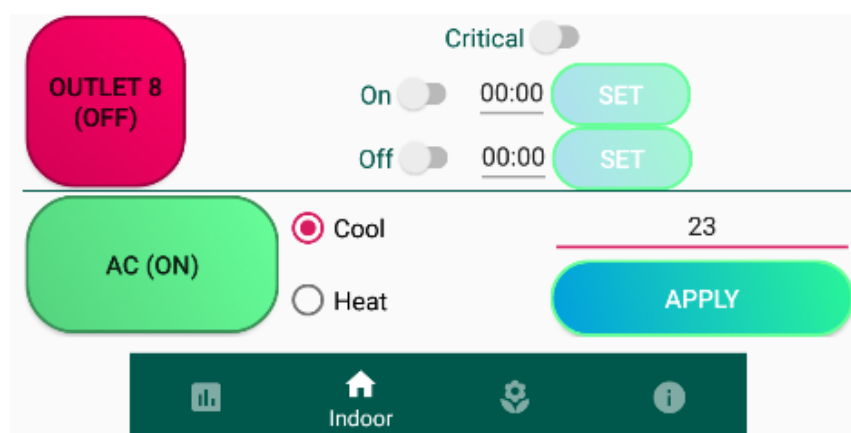 Critical
OUTLET 8
(OFF)
On 00:00 SET
Off 00:00 SET
AC (ON)
Cool 23
Heat APPLY
Indoor